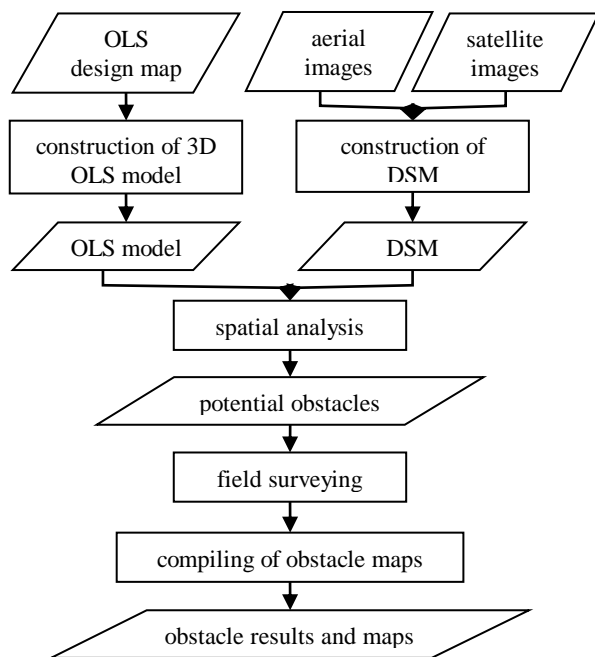 OLS
design map
aerial
images
satellite
images
construction of 3D
OLS model
construction of
DSM
OLS model
DSM
spatial analysis
potential obstacles
field surveying
compiling of obstacle maps
obstacle results and maps